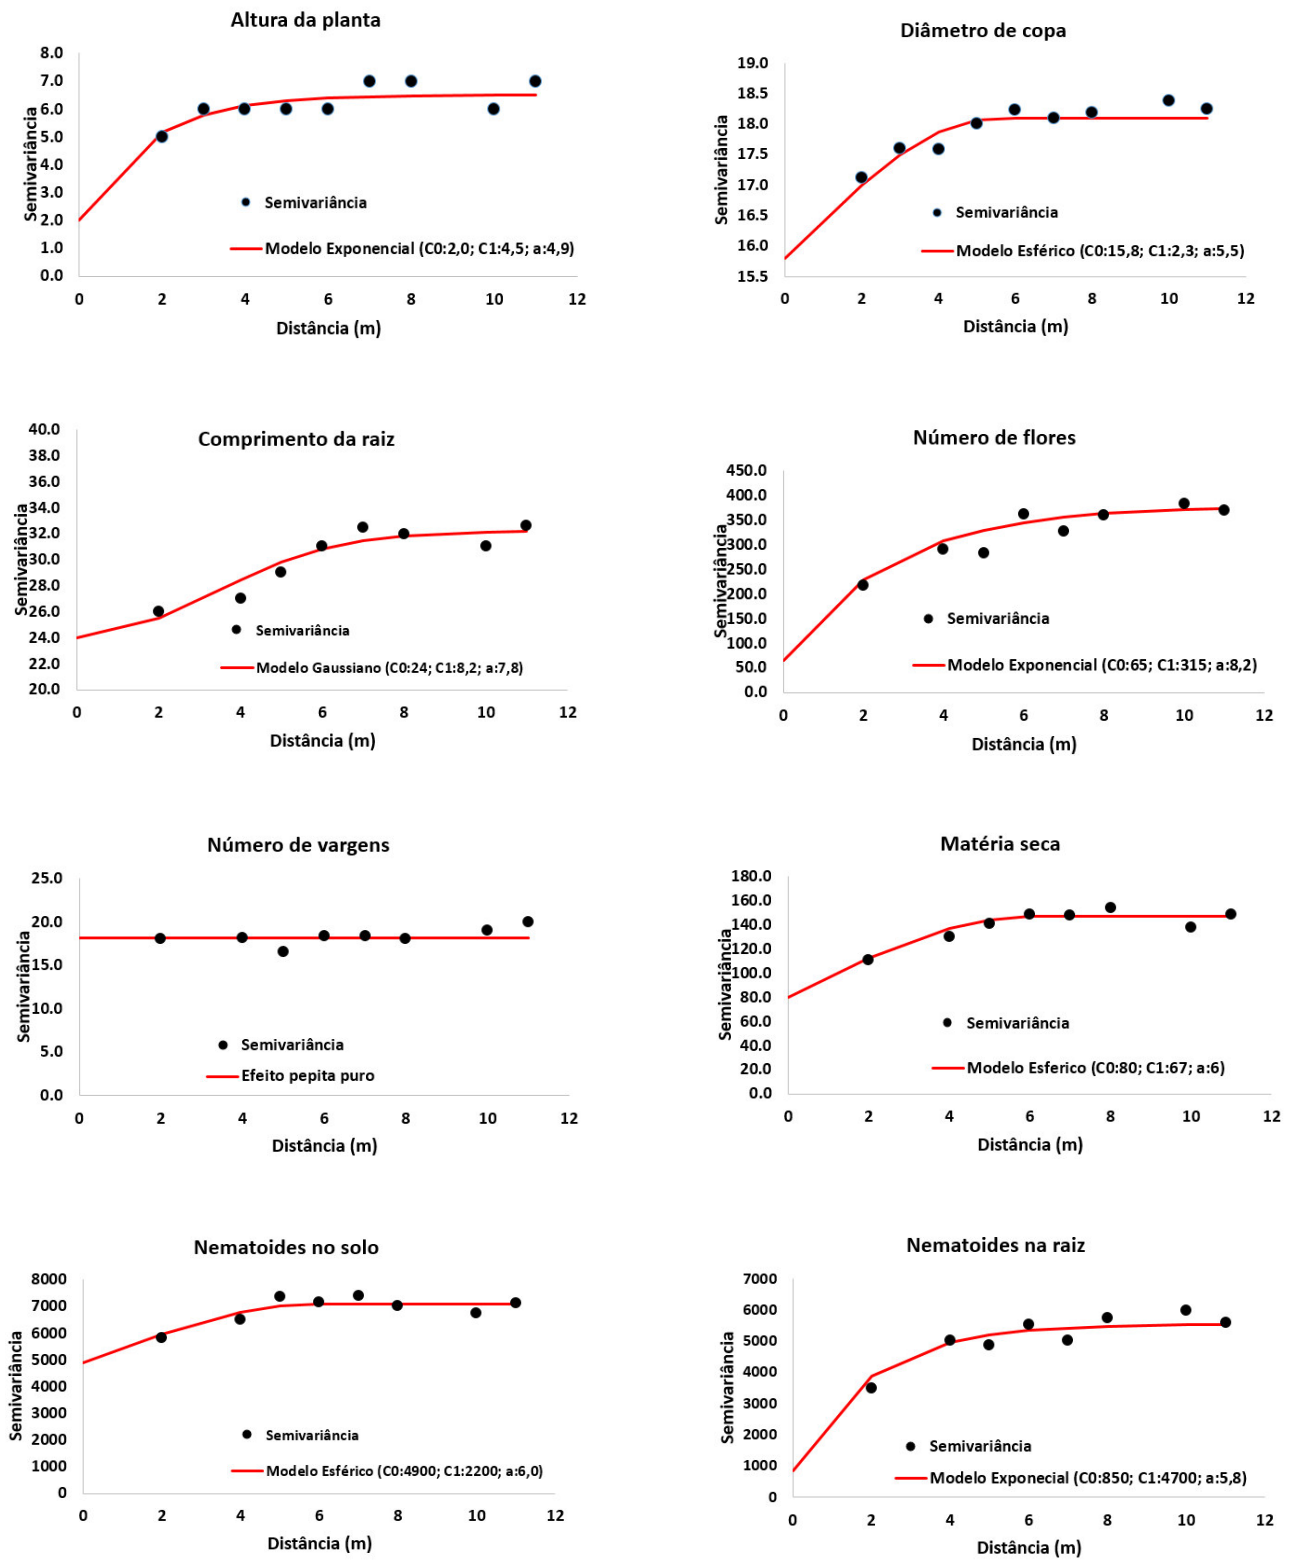 Altura da planta
8.0
7.0
6.0
5.0
4.0
3.0
2.0
1.0
0.0
Semivariância
Semivariância
Modelo Exponencial (C0:2,0; C1:4,5; a:4,9)
0 2 4 6 8 10 12
Distância (m)
Diâmetro de copa
19.0
18.5
18.0
17.5
17.0
16.5
16.0
15.5
Semivariância
Semivariância
Modelo Esférico (C0:15,8; C1:2,3; a:5,5)
0 2 4 6 8 10 12
Distância (m)
Comprimento da raiz
40.0
38.0
36.0
34.0
32.0
30.0
28.0
26.0
24.0
22.0
20.0
Semivariância
Semivariância
Modelo Gaussiano (C0:24; C1:8,2; a:7,8)
0 2 4 6 8 10 12
Distância (m)
Número de flores
450.0
400.0
350.0
300.0
250.0
200.0
150.0
100.0
50.0
0.0
Semivariância
Semivariância
Modelo Exponencial (C0:65; C1:315; a:8,2)
0 2 4 6 8 10 12
Distância (m)
Número de vargens
25.0
20.0
15.0
10.0
5.0
0.0
Semivariância
Semivariância
Efeito pepita puro
0 2 4 6 8 10 12
Distância (m)
Matéria seca
180.0
160.0
140.0
120.0
100.0
80.0
60.0
40.0
20.0
0.0
Semivariância
Semivariância
Modelo Esferico (C0:80; C1:67; a:6)
0 2 4 6 8 10 12
Distância (m)
Nematoides no solo
8000
7000
6000
5000
4000
3000
2000
1000
0
Semivariância
Semivariância
Modelo Esférico (C0:4900; C1:2200; a:6,0)
0 2 4 6 8 10 12
Distância (m)
Nematoides na raiz
7000
6000
5000
4000
3000
2000
1000
0
Semivariância
Semivariância
Modelo Exponecial (C0:850; C1:4700; a:5,8)
0 2 4 6 8 10 12
Distância (m)